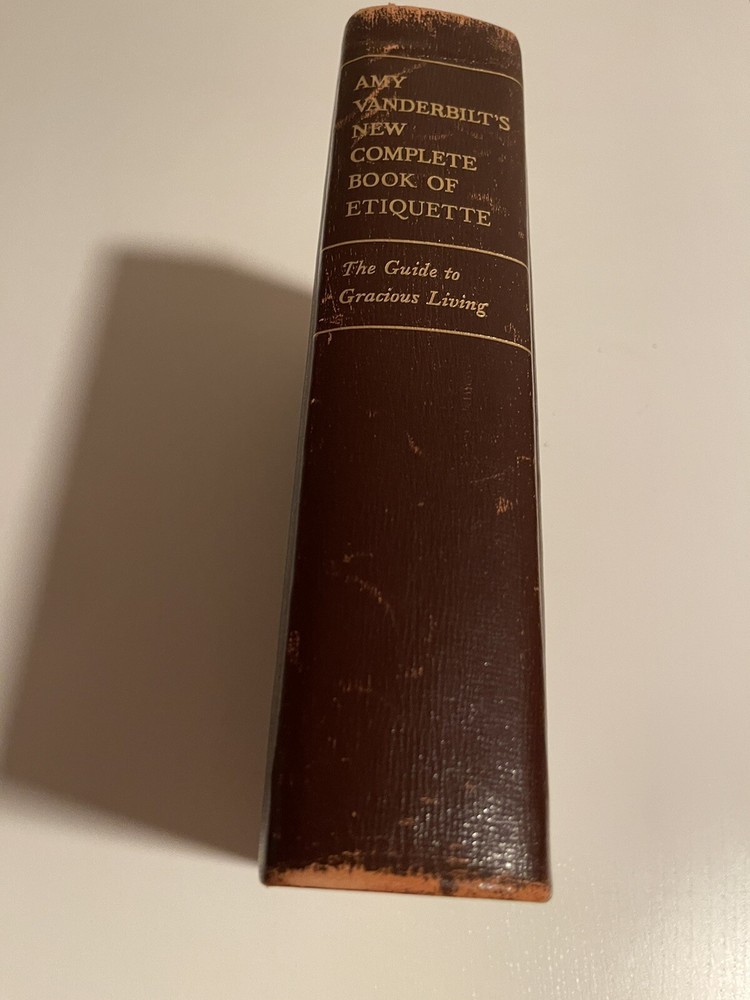 AMY
VANDERBILT'S
NEW
COMPLETE
BOOK OF
ETIQUETTE
The Guide to
Gracious Living